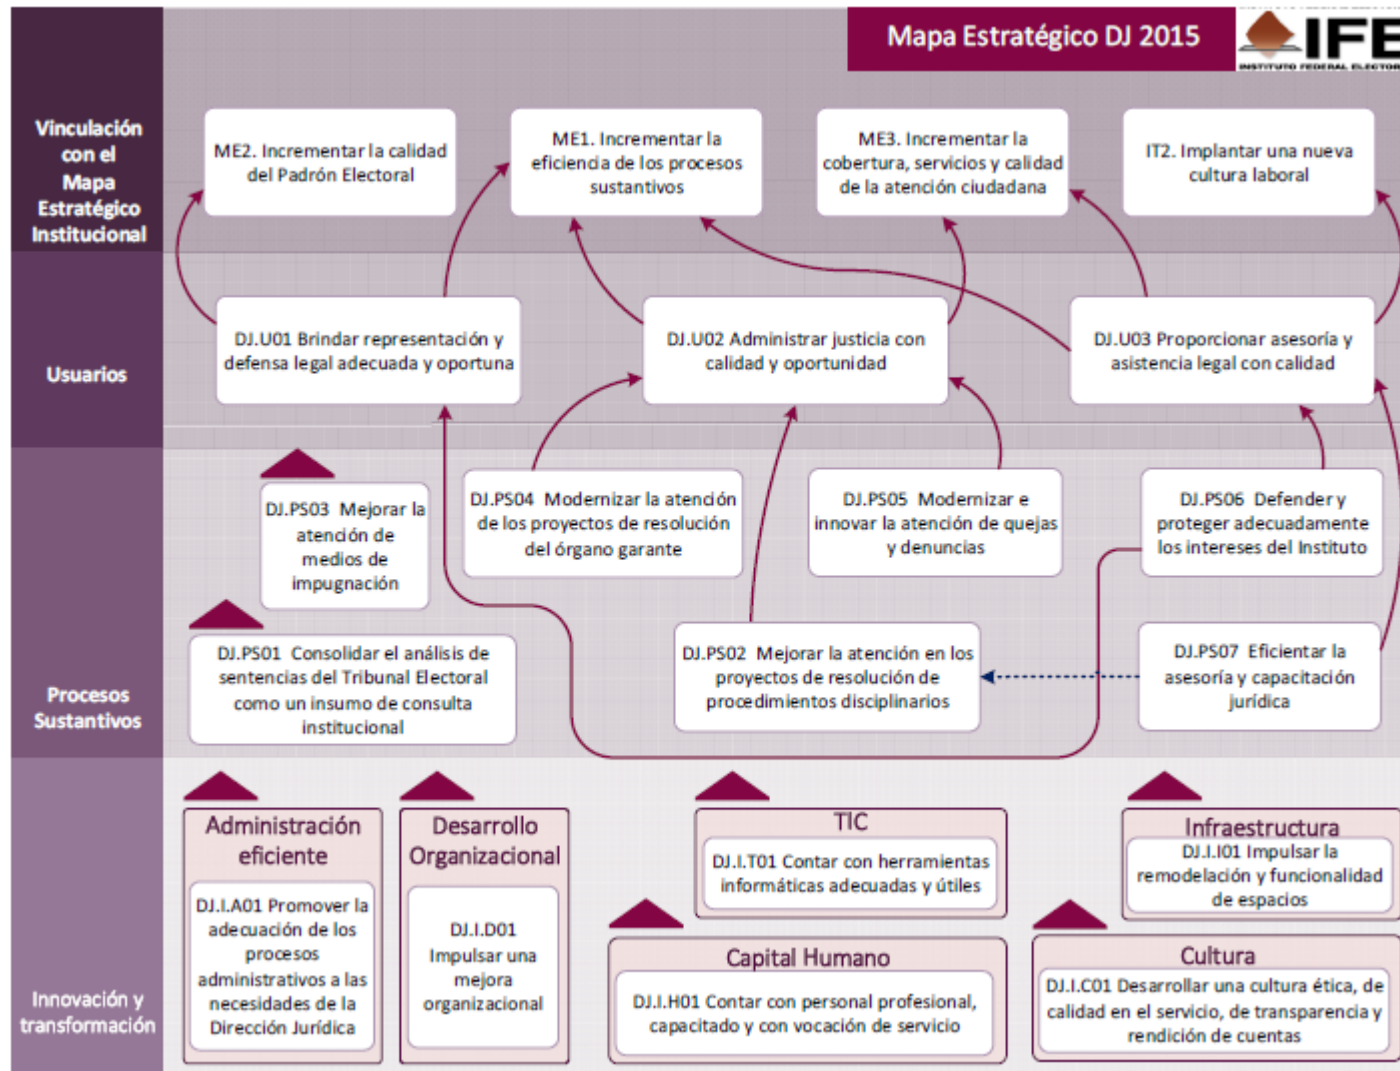 Mapa Estratégico DJ 2015
IFE
INSTITUTO FEDERAL ELECTOR
Vinculación
con el
Mapa
Estratégico
Institucional
ME2. Incrementar la calidad
del Padrón Electoral
ME1. Incrementar la
eficiencia de los procesos
sustantivos
ME3. Incrementar la
cobertura, servicios y calidad
de la atención ciudadana
IT2. Implantar una nueva
cultura laboral
Usuarios
DJ.U01 Brindar representación y
defensa legal adecuada y oportuna
DJ.U02 Administrar justicia con
calidad y oportunidad
DJ.U03 Proporcionar asesoría y
asistencia legal con calidad
Procesos
Sustantivos
DJ.PS03 Mejorar la
atención de
medios de
impugnación
DJ.PS04 Modernizar la atención
de los proyectos de resolución
del órgano garante
DJ.PS05 Modernizar e
innovar la atención de quejas
y denuncias
DJ.PS06 Defender y
proteger adecuadamente
los intereses del Instituto
DJ.PS01 Consolidar el análisis de
sentencias del Tribunal Electoral
como un insumo de consulta
institucional
DJ.PS02 Mejorar la atención en los
proyectos de resolución de
procedimientos disciplinarios
DJ.PS07 Eficientar la
asesoría y capacitación
jurídica
Innovación y
transformación
Administración
eficiente
DJ.I.A01 Promover la
adecuación de los
procesos
administrativos a las
necesidades de la
Dirección Jurídica
Desarrollo
Organizacional
DJ.I.D01
Impulsar una
mejora
organizacional
TIC
DJ.I.T01 Contar con herramientas
informáticas adecuadas y útiles
Capital Humano
DJ.I.H01 Contar con personal profesional,
capacitado y con vocación de servicio
Infraestructura
DJ.I.I01 Impulsar la
remodelación y funcionalidad
de espacios
Cultura
DJ.I.C01 Desarrollar una cultura ética, de
calidad en el servicio, de transparencia y
rendición de cuentas